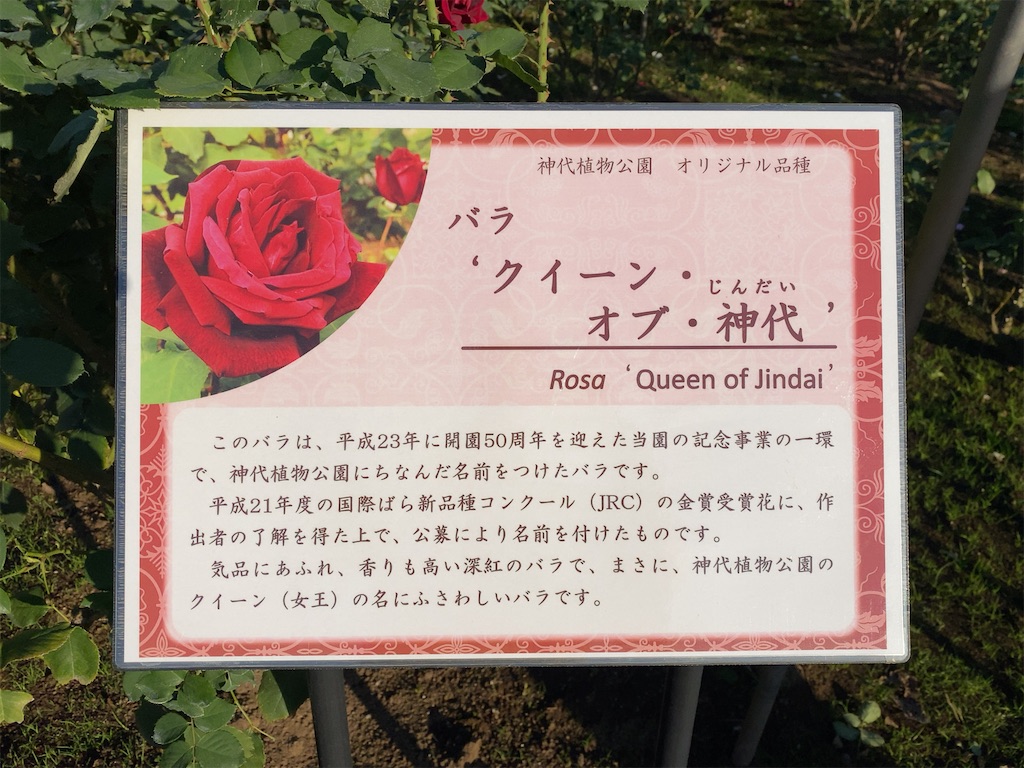 神代植物公園　オリジナル品種
バラ
‘クイーン・
じんだい
オブ・神代’
Rosa ‘Queen of Jindai’
このバラは、平成23年に開園50周年を迎えた当園の記念事業の一環
で、神代植物公園にちなんだ名前をつけたバラです。
平成21年度の国際ばら新品種コンクール（JRC）の金賞受賞花に、作
出者の了解を得た上で、公募により名前を付けたものです。
気品にあふれ、香りも高い深紅のバラで、まさに、神代植物公園の
クイーン（女王）の名にふさわしいバラです。